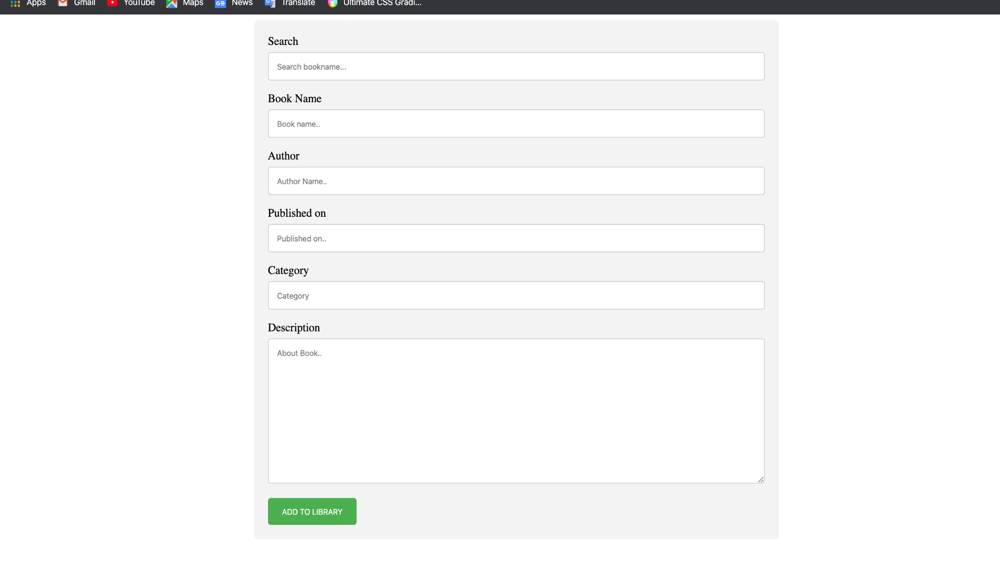 Apps Gmail YouTube Maps News Translate Ultimate CSS Gradi...
Search
Search bookname...
Book Name
Book name..
Author
Author Name..
Published on
Published on..
Category
Category
Description
About Book..
ADD TO LIBRARY